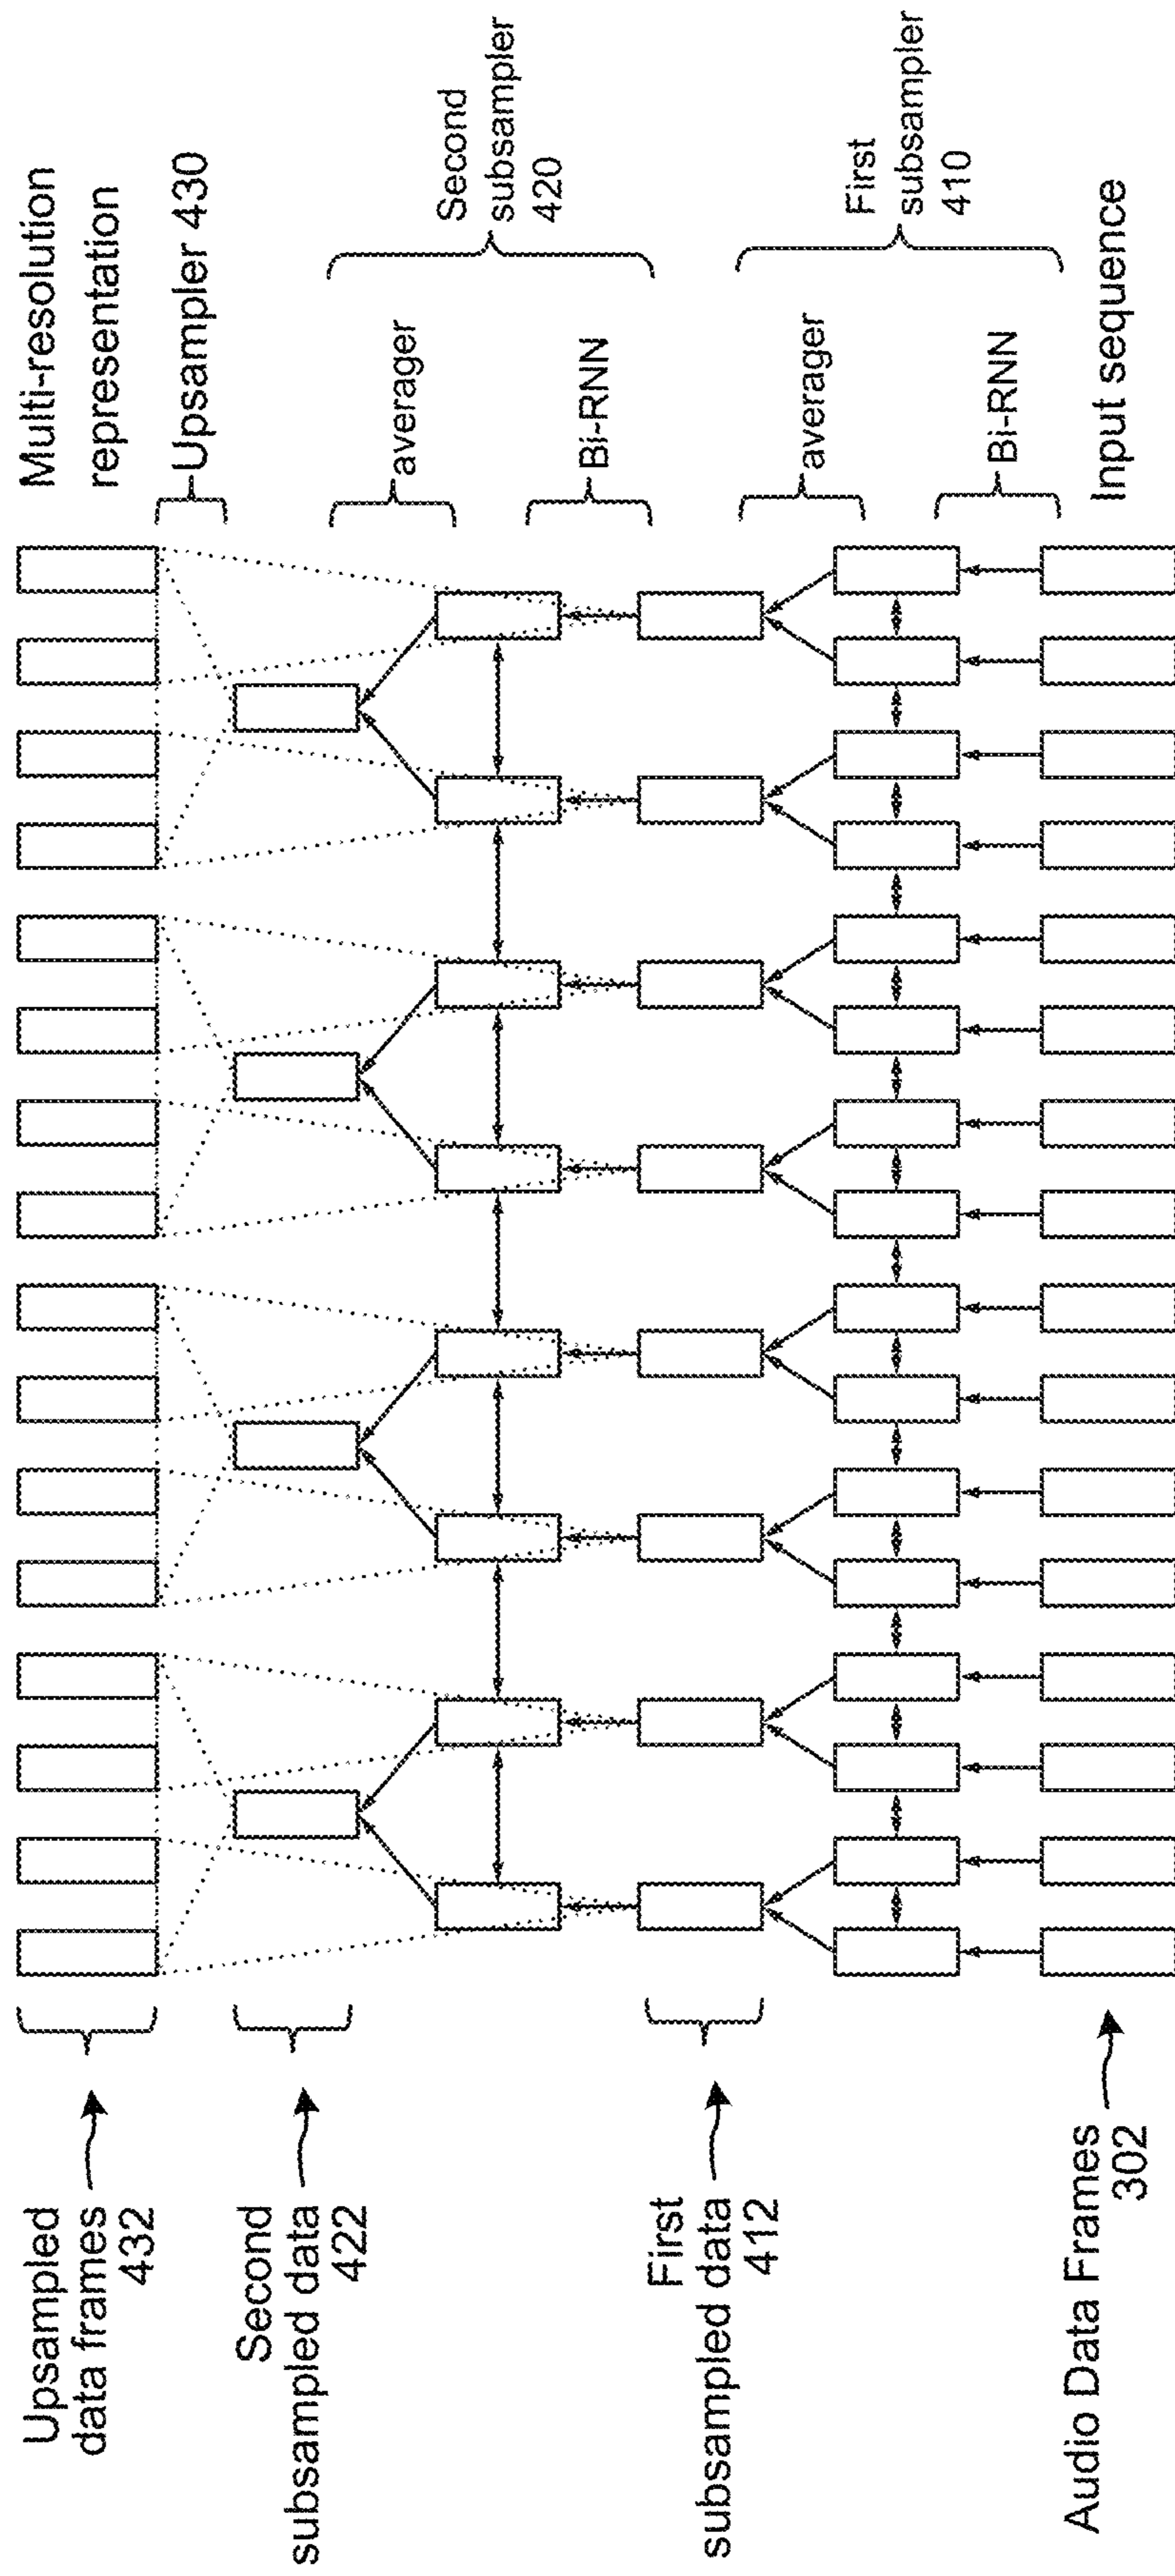 Upsampled
data frames
432
Second
subsampled data
422
First
subsampled data
412
Audio Data Frames
302
Multi-resolution
representation
Upsampler 430
averager
Bi-RNN
Second
subsampler
420
averager
Bi-RNN
First
subsampler
410
Input sequence